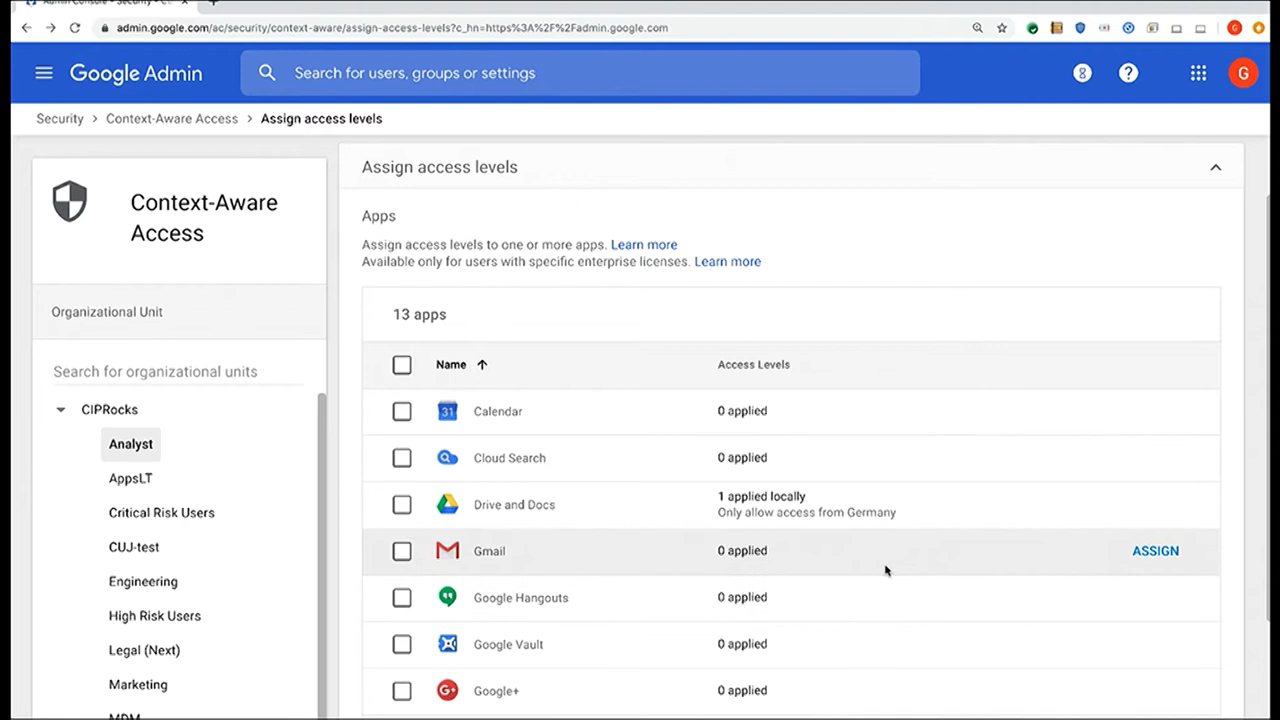 admin.google.com/ac/security/context-aware/assign-access-levels?c_hn=https%3A%2F%2Fadmin.google.com
Google Admin
Search for users, groups or settings
8
?
G
Security > Context-Aware Access > Assign access levels
Context-Aware
Access
Organizational Unit
Search for organizational units
CIPRocks
Analyst
AppsLT
Critical Risk Users
CUJ-test
Engineering
High Risk Users
Legal (Next)
Marketing
MDM
Assign access levels
Apps
Assign access levels to one or more apps. Learn more
Available only for users with specific enterprise licenses. Learn more
13 apps
Name Access Levels
31 Calendar 0 applied
Cloud Search 0 applied
Drive and Docs 1 applied locally
Only allow access from Germany
Gmail 0 applied ASSIGN
Google Hangouts 0 applied
Google Vault 0 applied
G+ Google+ 0 applied